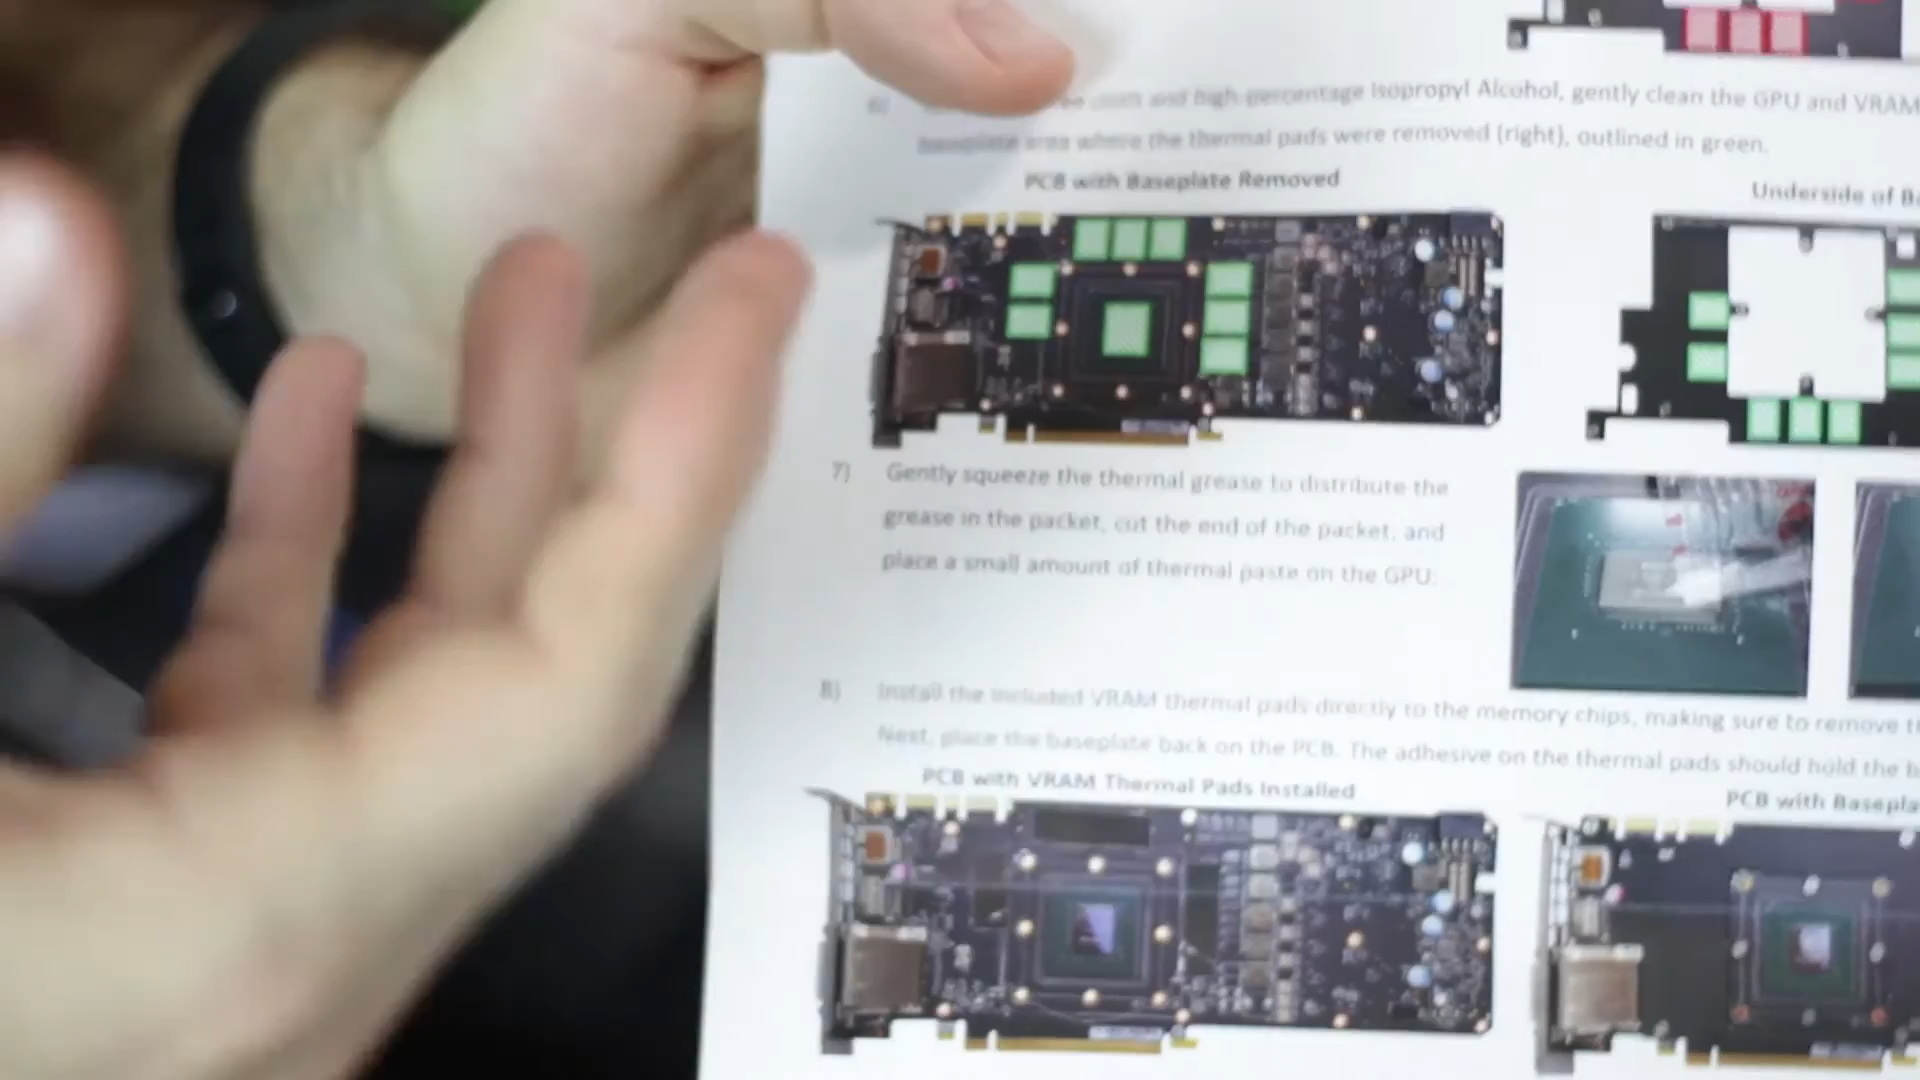 6) and high-percentage Isopropyl Alcohol, gently clean the GPU and VRAM
baseplate area where the thermal pads were removed (right), outlined in green.
PCB with Baseplate Removed
Underside of Ba
7) Gently squeeze the thermal grease to distribute the
grease in the packet, cut the end of the packet, and
place a small amount of thermal paste on the GPU:
8) Install the included VRAM thermal pads directly to the memory chips, making sure to remove t
Next, place the baseplate back on the PCB. The adhesive on the thermal pads should hold the b
PCB with VRAM Thermal Pads Installed
PCB with Basepla